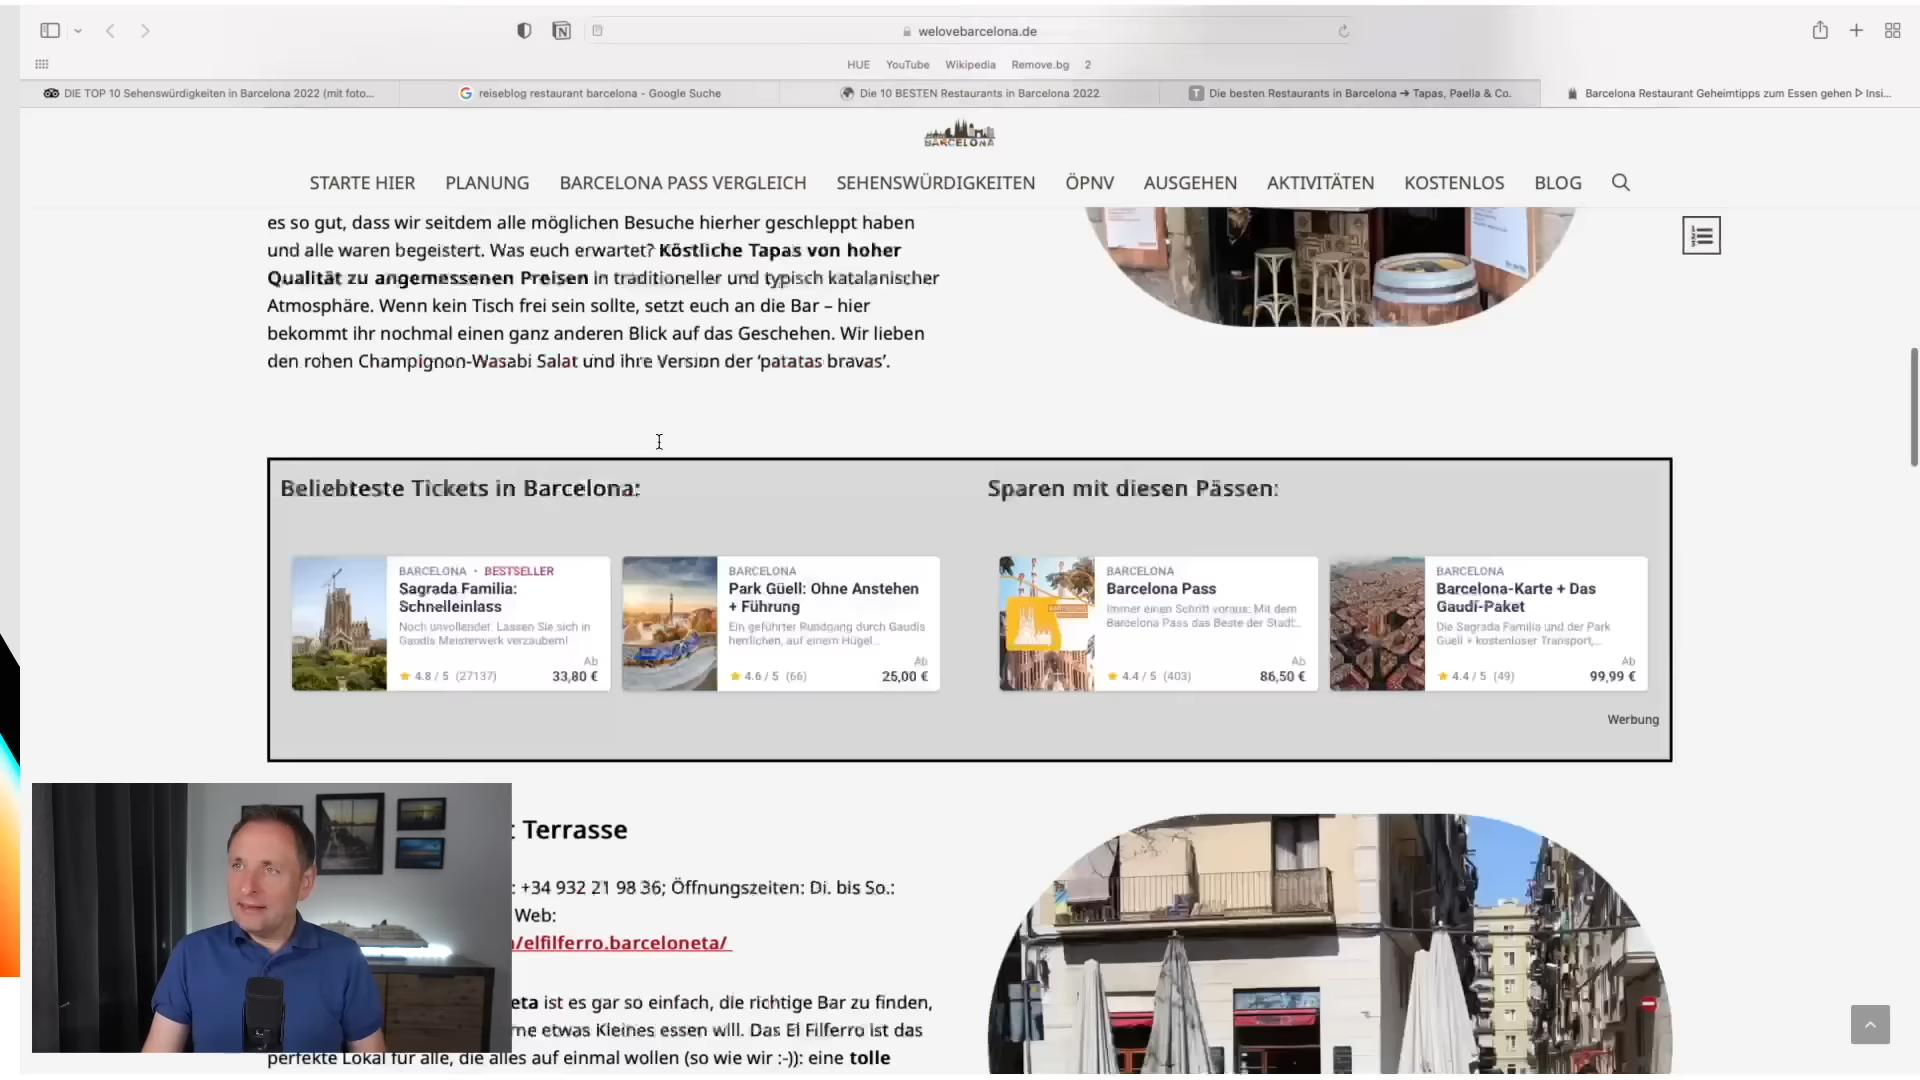 welovebarcelona.de
HUE YouTube Wikipedia Remove.bg 2
DIE TOP 10 Sehenswürdigkeiten in Barcelona 2022 (mit foto...
reiseblog restaurant barcelona - Google Suche
Die 10 BESTEN Restaurants in Barcelona 2022
T Die besten Restaurants in Barcelona ➔ Tapas, Paella & Co.
Barcelona Restaurant Geheimtipps zum Essen gehen ᐅ Insi...
BARCELONA
STARTE HIER PLANUNG BARCELONA PASS VERGLEICH SEHENSWÜRDIGKEITEN ÖPNV AUSGEHEN AKTIVITÄTEN KOSTENLOS BLOG
es so gut, dass wir seitdem alle möglichen Besuche hierher geschleppt haben
und alle waren begeistert. Was euch erwartet? Köstliche Tapas von hoher
Qualität zu angemessenen Preisen in traditioneller und typisch katalanischer
Atmosphäre. Wenn kein Tisch frei sein sollte, setzt euch an die Bar – hier
bekommt ihr nochmal einen ganz anderen Blick auf das Geschehen. Wir lieben
den rohen Champignon-Wasabi Salat und ihre Version der ‘patatas bravas’.
Beliebteste Tickets in Barcelona:
BARCELONA • BESTSELLER
Sagrada Familia:
Schnelleinlass
Noch unvollendet. Lassen Sie sich in
Gaudís Meisterwerk verzaubern!
Ab
4.8 / 5 (27137) 33,80 €
BARCELONA
Park Güell: Ohne Anstehen
+ Führung
Ein geführter Rundgang durch Gaudís
herrlichen, auf einem Hügel...
Ab
4.6 / 5 (66) 25,00 €
Sparen mit diesen Pässen:
BARCELONA
Barcelona Pass
Immer einen Schritt voraus: Mit dem
Barcelona Pass das Beste der Stadt...
Ab
4.4 / 5 (403) 86,50 €
BARCELONA
Barcelona-Karte + Das
Gaudí-Paket
Die Sagrada Familia und der Park
Güell + kostenloser Transport,...
Ab
4.4 / 5 (49) 99,99 €
Werbung
t Terrasse
: +34 932 21 98 36; Öffnungszeiten: Di. bis So.:
Web:
/elfilferro.barceloneta/
eta ist es gar so einfach, die richtige Bar zu finden,
ne etwas Kleines essen will. Das El Filferro ist das
perfekte Lokal für alle, die alles auf einmal wollen (so wie wir :-)): eine tolle